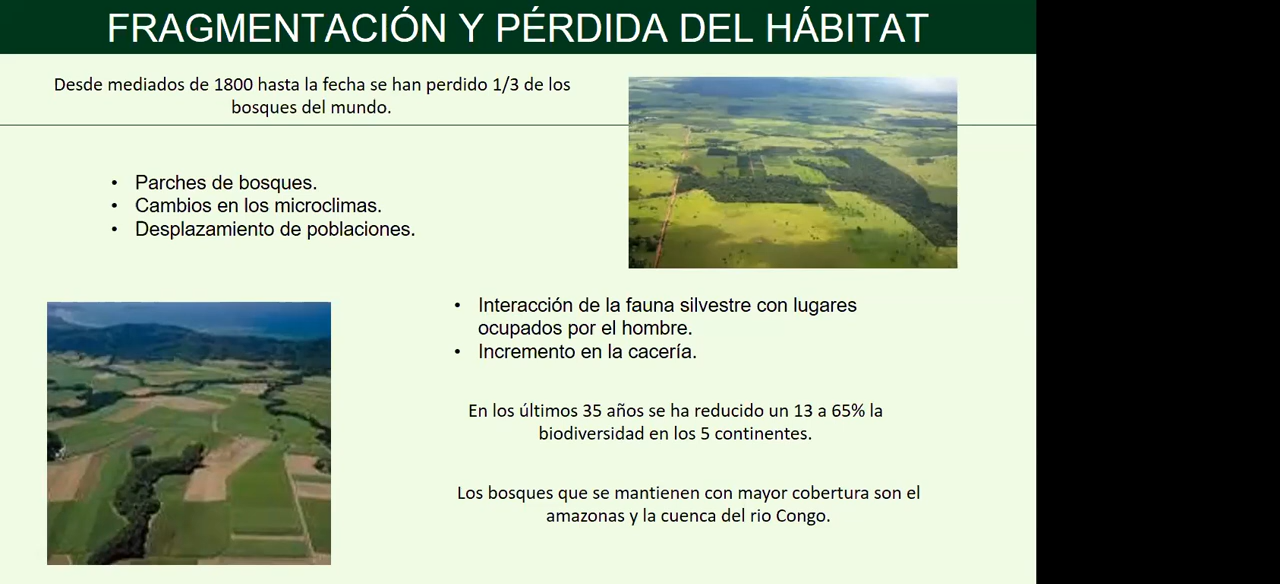 FRAGMENTACIÓN Y PÉRDIDA DEL HÁBITAT
Desde mediados de 1800 hasta la fecha se han perdido 1/3 de los
bosques del mundo.
• Parches de bosques.
• Cambios en los microclimas.
• Desplazamiento de poblaciones.
• Interacción de la fauna silvestre con lugares
ocupados por el hombre.
• Incremento en la cacería.
En los últimos 35 años se ha reducido un 13 a 65% la
biodiversidad en los 5 continentes.
Los bosques que se mantienen con mayor cobertura son el
amazonas y la cuenca del rio Congo.